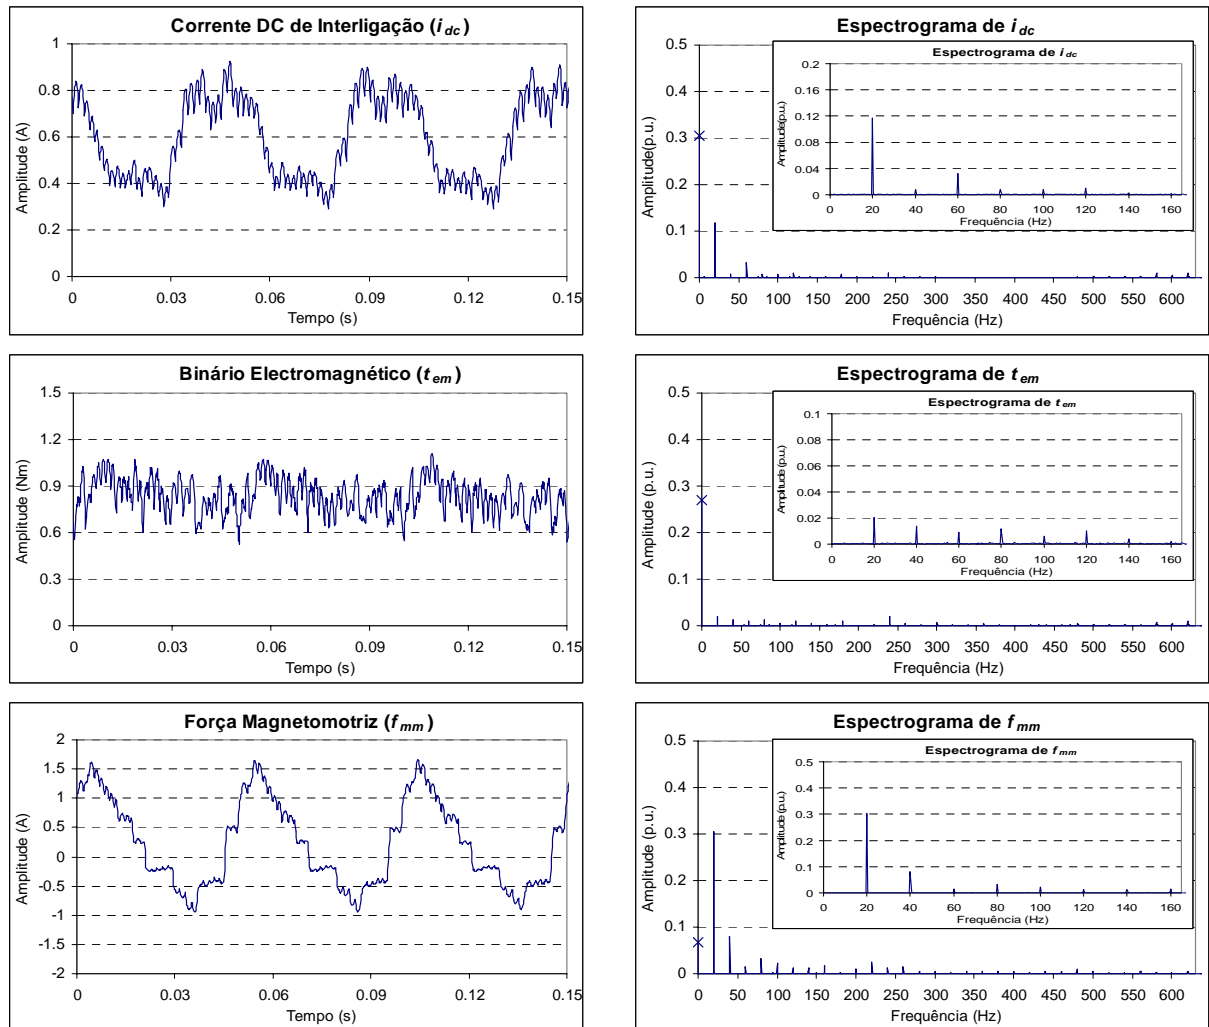 Corrente DC de Interligação (i dc)
Amplitude (A)
1
0.8
0.6
0.4
0.2
0
0 0.03 0.06 0.09 0.12 0.15
Tempo (s)
Espectrograma de i dc
Amplitude(p.u.)
0.5
0.4
0.3
0.2
0.1
0
0 50 100 150 200 250 300 350 400 450 500 550 600
Frequência (Hz)
Espectrograma de i dc
Amplitude(p.u.)
0.2
0.16
0.12
0.08
0.04
0
0 20 40 60 80 100 120 140 160
Frequência (Hz)
Binário Electromagnético (t em)
Amplitude (Nm)
1.5
1.2
0.9
0.6
0.3
0
0 0.03 0.06 0.09 0.12 0.15
Tempo (s)
Espectrograma de t em
Amplitude (p.u.)
0.5
0.4
0.3
0.2
0.1
0
0 50 100 150 200 250 300 350 400 450 500 550 600
Frequência (Hz)
Espectrograma de t em
Amplitude (p.u.)
0.1
0.08
0.06
0.04
0.02
0
0 20 40 60 80 100 120 140 160
Frequência (Hz)
Força Magnetomotriz (f mm)
Amplitude (A)
2
1.5
1
0.5
0
-0.5
-1
-1.5
-2
0 0.03 0.06 0.09 0.12 0.15
Tempo (s)
Espectrograma de f mm
Amplitude (p.u.)
0.5
0.4
0.3
0.2
0.1
0
0 50 100 150 200 250 300 350 400 450 500 550 600
Frequência (Hz)
Espectrograma de f mm
Amplitude (p.u.)
0.5
0.4
0.3
0.2
0.1
0
0 20 40 60 80 100 120 140 160
Frequência (Hz)